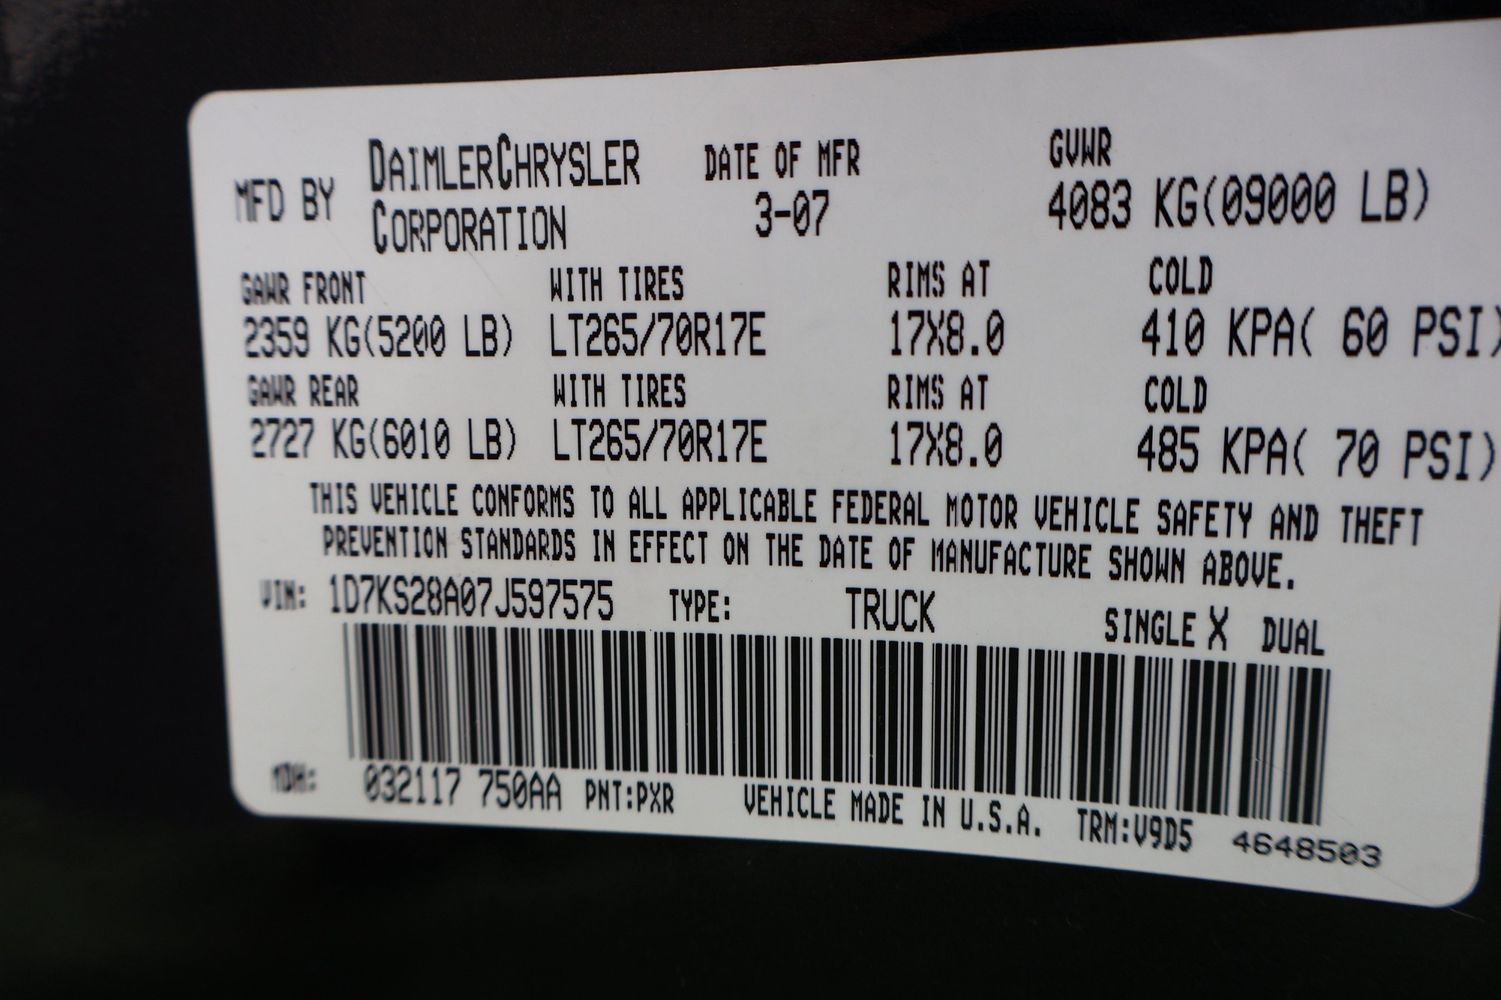 MFD BY DAIMLERCHRYSLER CORPORATION DATE OF MFR 3-07 GVWR 4083 KG(09000 LB)
GAWR FRONT WITH TIRES RIMS AT COLD
2359 KG(5200 LB) LT265/70R17E 17X8.0 410 KPA( 60 PSI)
GAWR REAR WITH TIRES RIMS AT COLD
2727 KG(6010 LB) LT265/70R17E 17X8.0 485 KPA( 70 PSI)
THIS VEHICLE CONFORMS TO ALL APPLICABLE FEDERAL MOTOR VEHICLE SAFETY AND THEFT
PREVENTION STANDARDS IN EFFECT ON THE DATE OF MANUFACTURE SHOWN ABOVE.
VIN: 1D7KS28A07J597575 TYPE: TRUCK SINGLE X DUAL
MDH: 032117 750AA PNT:PXR VEHICLE MADE IN U.S.A. TRM:V9D5 4648503